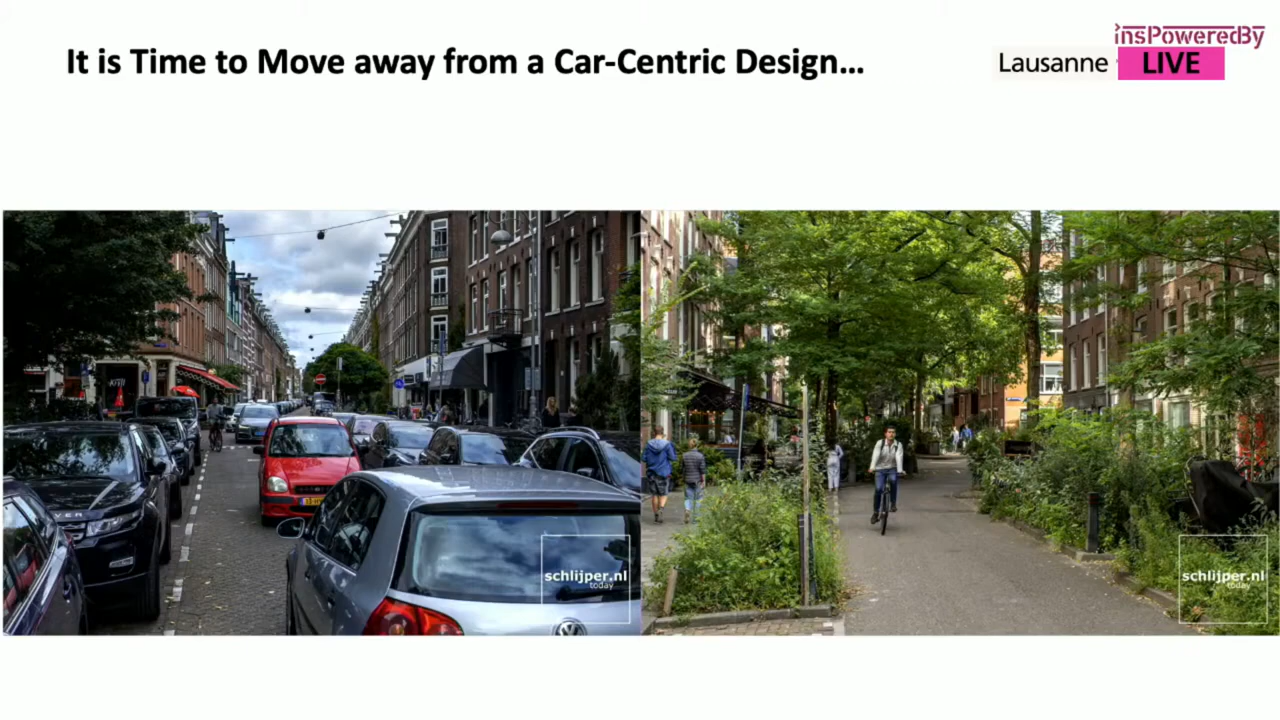 It is Time to Move away from a Car-Centric Design...
insPoweredBy
Lausanne
LIVE
Krill
schlijper.nl
today
schlijper.nl
today